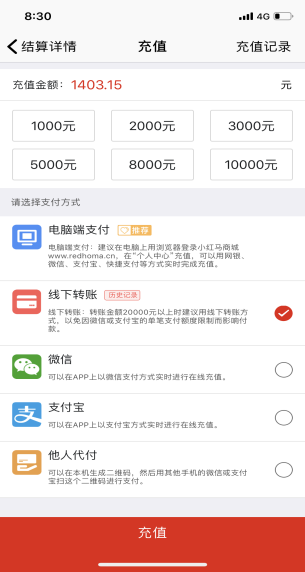 8:30 4G
结算详情 充值 充值记录
充值金额: 1403.15 元
1000元 2000元 3000元
5000元 8000元 10000元
请选择支付方式
电脑端支付 推荐
电脑端支付：建议在电脑上用浏览器登录小红马商城
www.redhoma.cn，在“个人中心”充值，可以用网银、
微信、支付宝、快捷支付等方式实时完成充值。
线下转账 历史记录
线下转账：转账金额20000元以上时建议用线下转账方
式，以免因微信或支付宝的单笔支付额度限制而影响付
款。
微信
可以在APP上以微信支付方式实时进行在线充值。
支付宝
可以在APP上以支付宝方式实时进行在线充值。
他人代付
可以在本机生成二维码，然后用其他手机的微信或支付
宝扫这个二维码进行支付。
充值